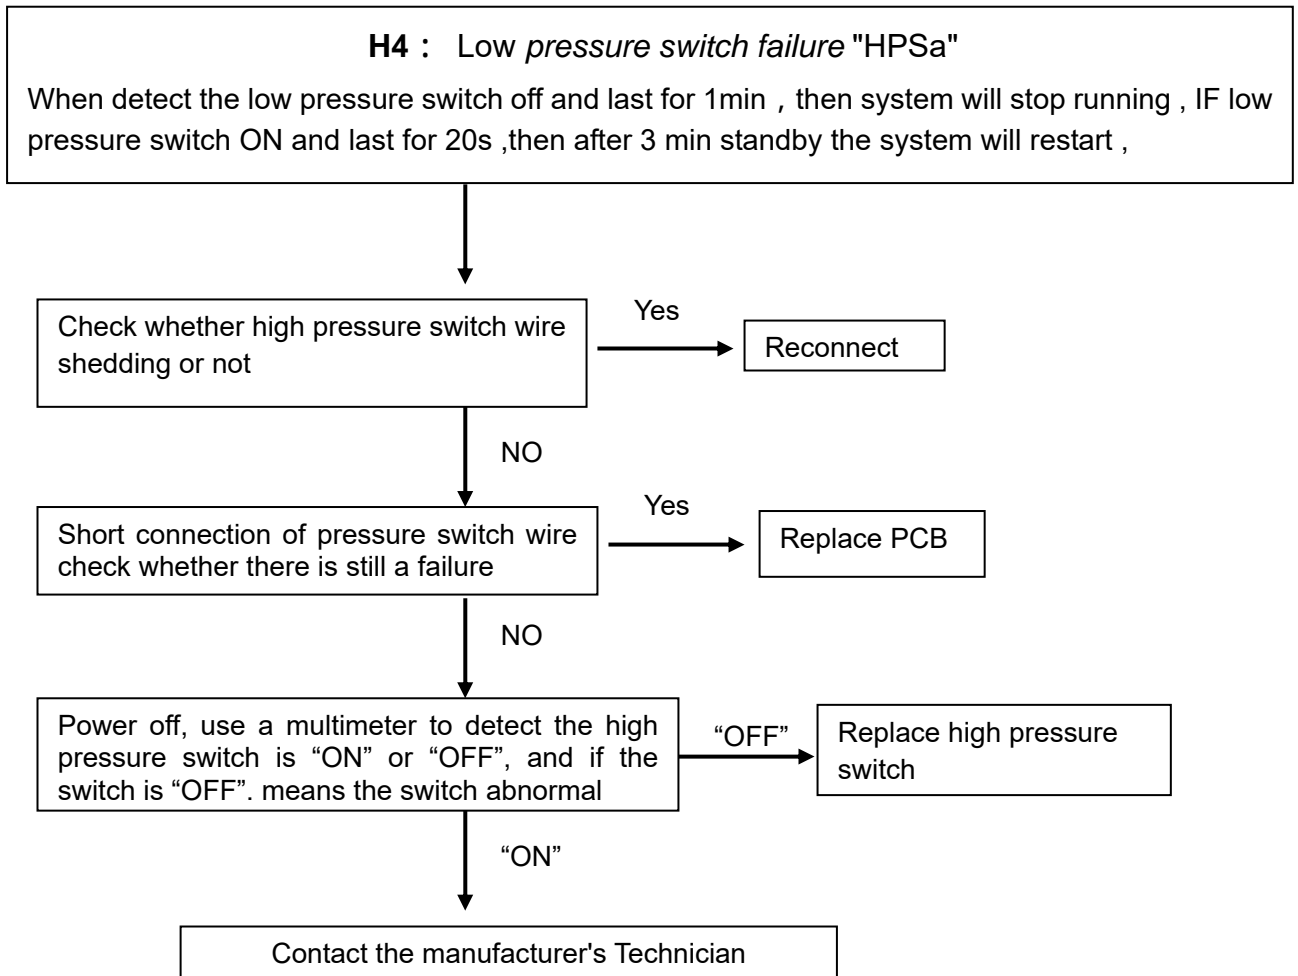 H4： Low pressure switch failure "HPSa"
When detect the low pressure switch off and last for 1min，then system will stop running , IF low
pressure switch ON and last for 20s ,then after 3 min standby the system will restart ,
Check whether high pressure switch wire
shedding or not
Yes
Reconnect
NO
Short connection of pressure switch wire
check whether there is still a failure
Yes
Replace PCB
NO
Power off, use a multimeter to detect the high
pressure switch is “ON” or “OFF”, and if the
switch is “OFF”. means the switch abnormal
“OFF”
Replace high pressure
switch
“ON”
Contact the manufacturer's Technician